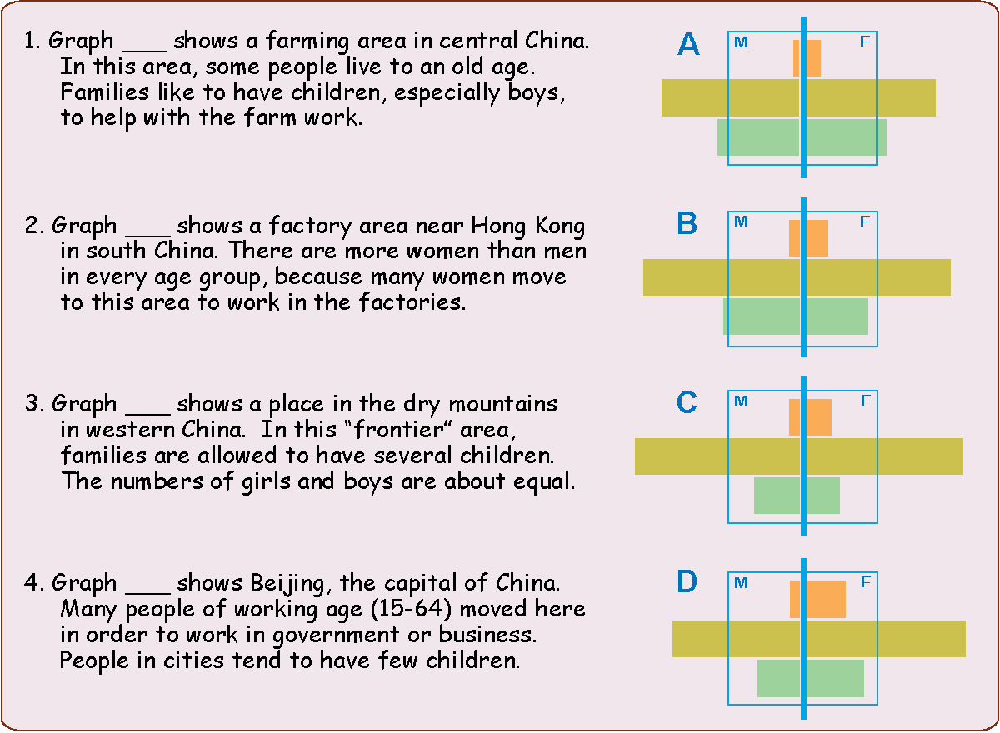 1. Graph ___ shows a farming area in central China.
In this area, some people live to an old age.
Families like to have children, especially boys,
to help with the farm work.
A
M F
2. Graph ___ shows a factory area near Hong Kong
in south China. There are more women than men
in every age group, because many women move
to this area to work in the factories.
B
M F
3. Graph ___ shows a place in the dry mountains
in western China. In this “frontier” area,
families are allowed to have several children.
The numbers of girls and boys are about equal.
C
M F
4. Graph ___ shows Beijing, the capital of China.
Many people of working age (15-64) moved here
in order to work in government or business.
People in cities tend to have few children.
D
M F